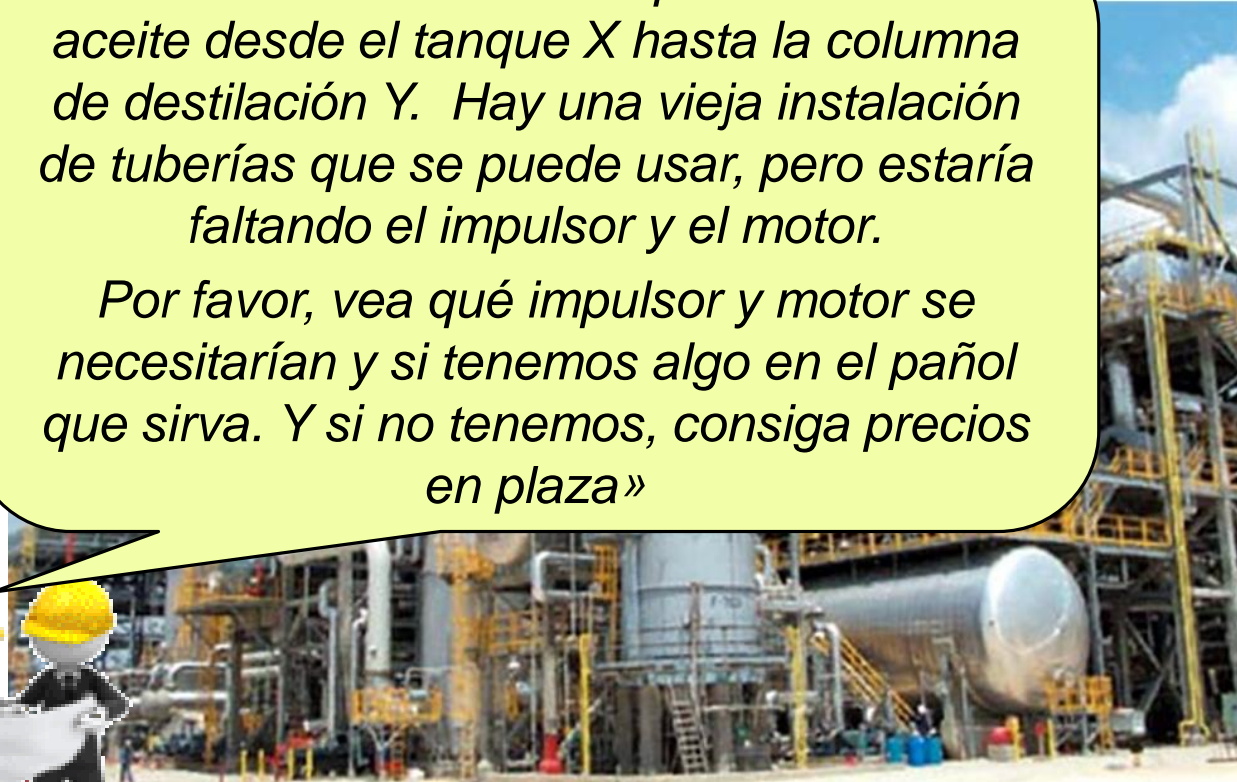 aceite desde el tanque X hasta la columna
de destilación Y. Hay una vieja instalación
de tuberías que se puede usar, pero estaría
faltando el impulsor y el motor.
Por favor, vea qué impulsor y motor se
necesitarían y si tenemos algo en el pañol
que sirva. Y si no tenemos, consiga precios
en plaza»